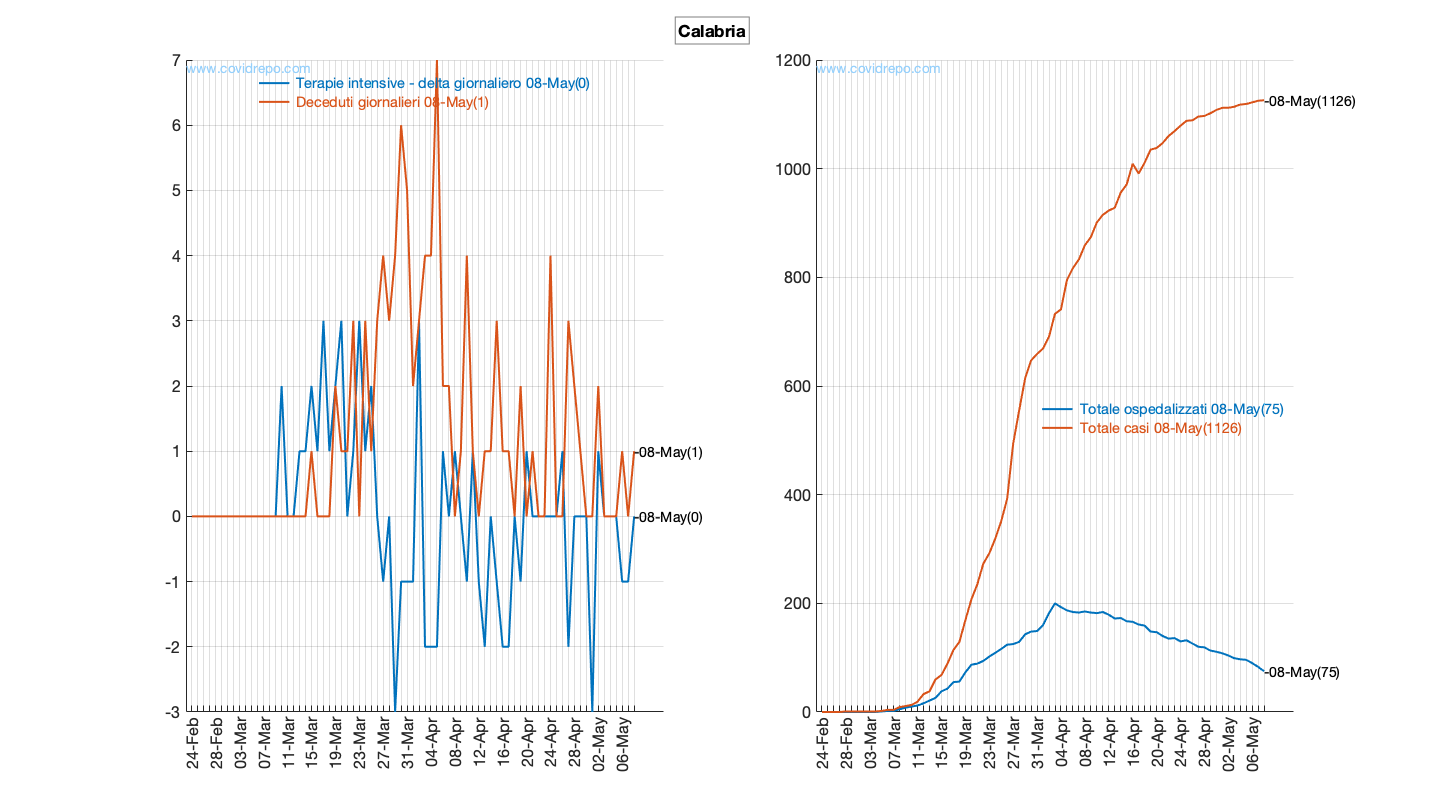 Calabria
www.covidrepo.com
Terapie intensive - delta giornaliero 08-May(0)
Deceduti giornalieri 08-May(1)
7
6
5
4
3
2
1
0
-1
-2
-3
-08-May(1)
-08-May(0)
24-Feb
28-Feb
03-Mar
07-Mar
11-Mar
15-Mar
19-Mar
23-Mar
27-Mar
31-Mar
04-Apr
08-Apr
12-Apr
16-Apr
20-Apr
24-Apr
28-Apr
02-May
06-May
www.covidrepo.com
1200
1000
800
600
400
200
0
-08-May(1126)
Totale ospedalizzati 08-May(75)
Totale casi 08-May(1126)
-08-May(75)
24-Feb
28-Feb
03-Mar
07-Mar
11-Mar
15-Mar
19-Mar
23-Mar
27-Mar
31-Mar
04-Apr
08-Apr
12-Apr
16-Apr
20-Apr
24-Apr
28-Apr
02-May
06-May